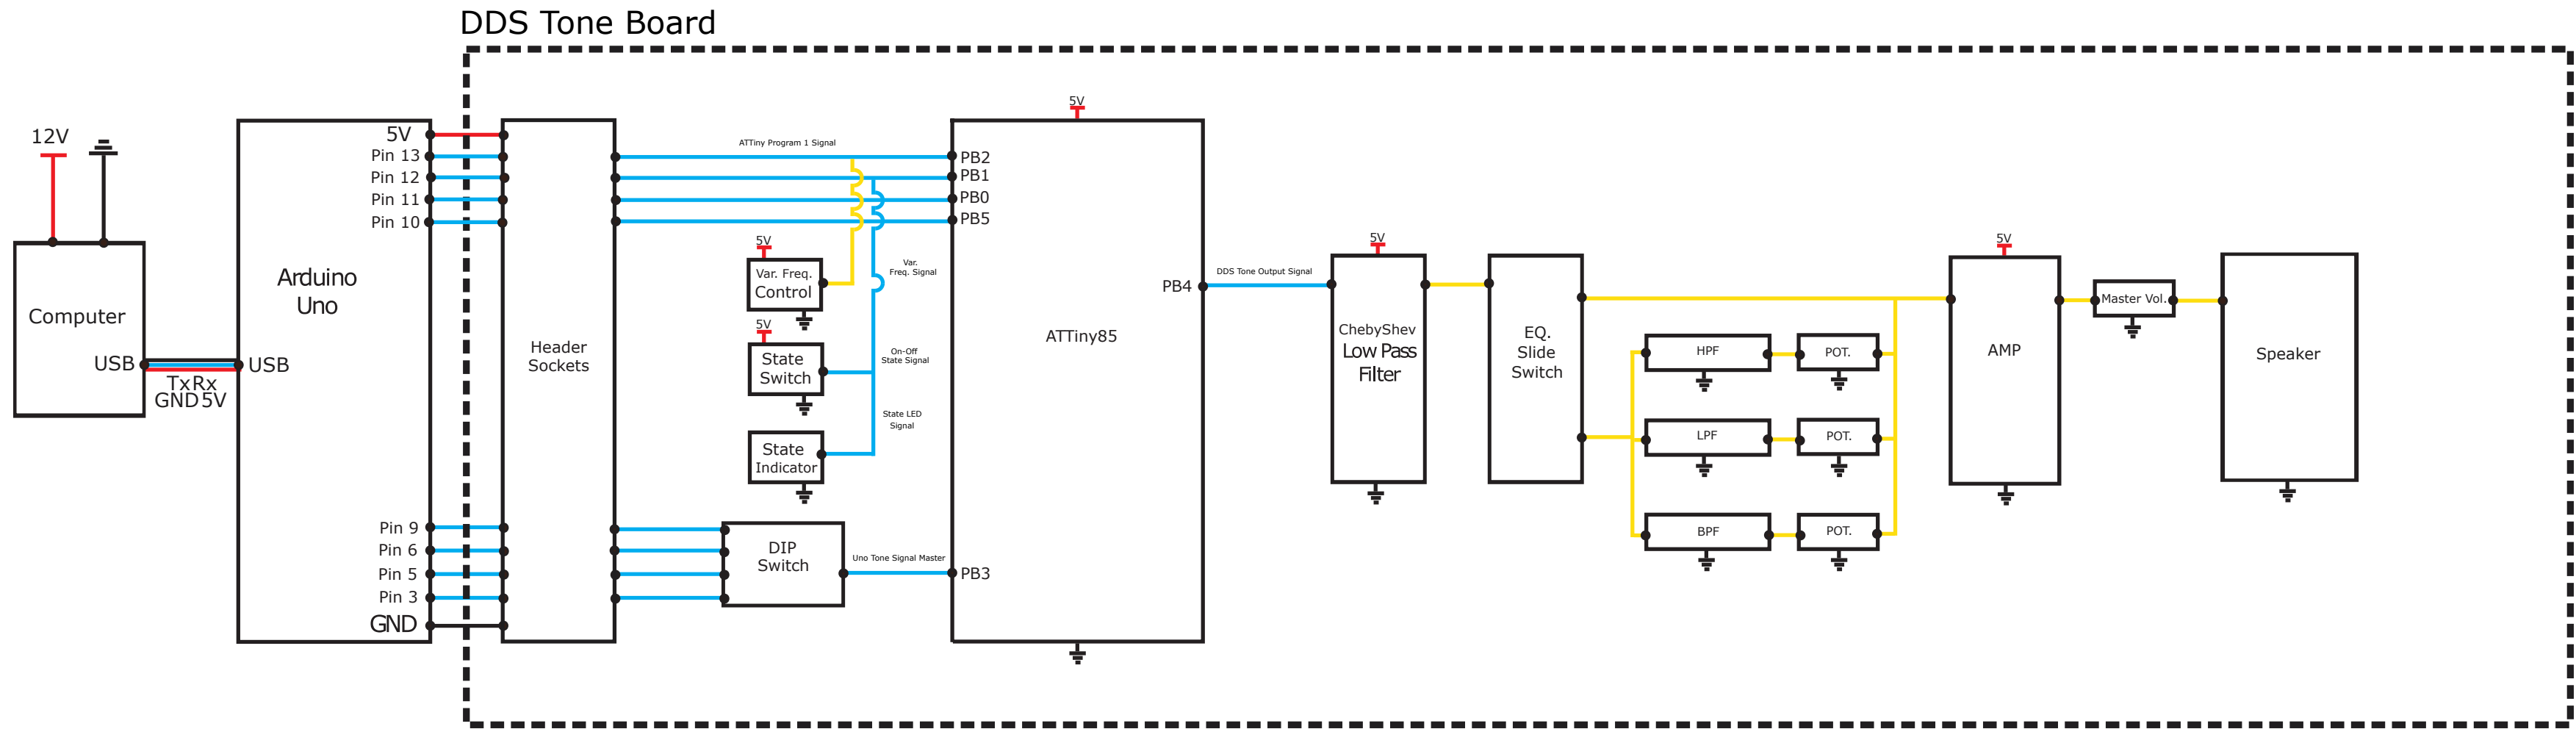 DDS Tone Board
12V
Computer
USB
TxRx
GND5V
USB
Arduino
Uno
5V
Pin 13
Pin 12
Pin 11
Pin 10
Pin 9
Pin 6
Pin 5
Pin 3
GND
Header
Sockets
ATTiny Program 1 Signal
5V
Var. Freq.
Control
Var.
Freq. Signal
5V
State
Switch
On-Off
State Signal
State
Indicator
State LED
Signal
DIP
Switch
Uno Tone Signal Master
5V
PB2
PB1
PB0
PB5
PB3
ATTiny85
PB4
DDS Tone Output Signal
5V
ChebyShev
Low Pass
Filter
EQ.
Slide
Switch
HPF
POT.
LPF
POT.
BPF
POT.
5V
AMP
Master Vol.
Speaker